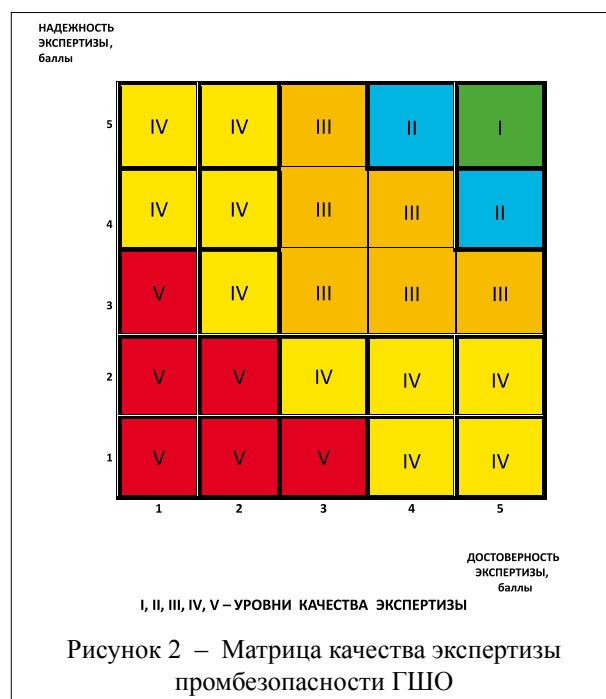 НАДЕЖНОСТЬ
ЭКСПЕРТИЗЫ,
баллы
5 IV IV III II I
4 IV IV III III II
3 V IV III III III
2 V V IV IV IV
1 V V V IV IV
1 2 3 4 5
ДОСТОВЕРНОСТЬ
ЭКСПЕРТИЗЫ,
баллы
I, II, III, IV, V – УРОВНИ КАЧЕСТВА ЭКСПЕРТИЗЫ
Рисунок 2 – Матрица качества экспертизы
промбезопасности ГШО